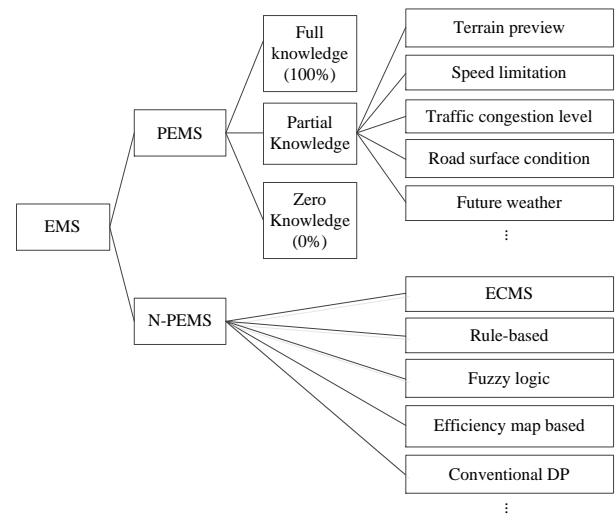 EMS
PEMS
Full
knowledge
(100%)
Partial
Knowledge
Zero
Knowledge
(0%)
Terrain preview
Speed limitation
Traffic congestion level
Road surface condition
Future weather
...
N-PEMS
ECMS
Rule-based
Fuzzy logic
Efficiency map based
Conventional DP
...